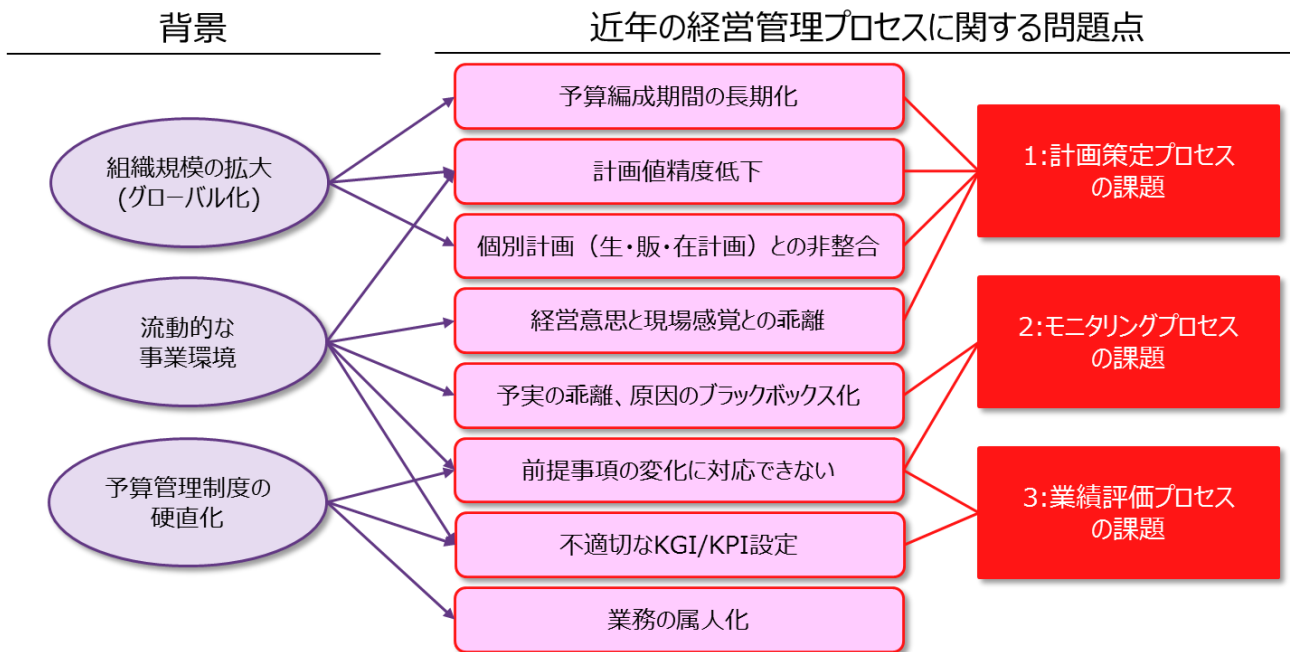 背景
近年の経営管理プロセスに関する問題点
組織規模の拡大
(グローバル化)
流動的な
事業環境
予算管理制度の
硬直化
予算編成期間の長期化
計画値精度低下
個別計画（生・販・在計画）との非整合
経営意思と現場感覚との乖離
予実の乖離、原因のブラックボックス化
前提事項の変化に対応できない
不適切なKGI/KPI設定
業務の属人化
1:計画策定プロセス
の課題
2:モニタリングプロセス
の課題
3:業績評価プロセス
の課題